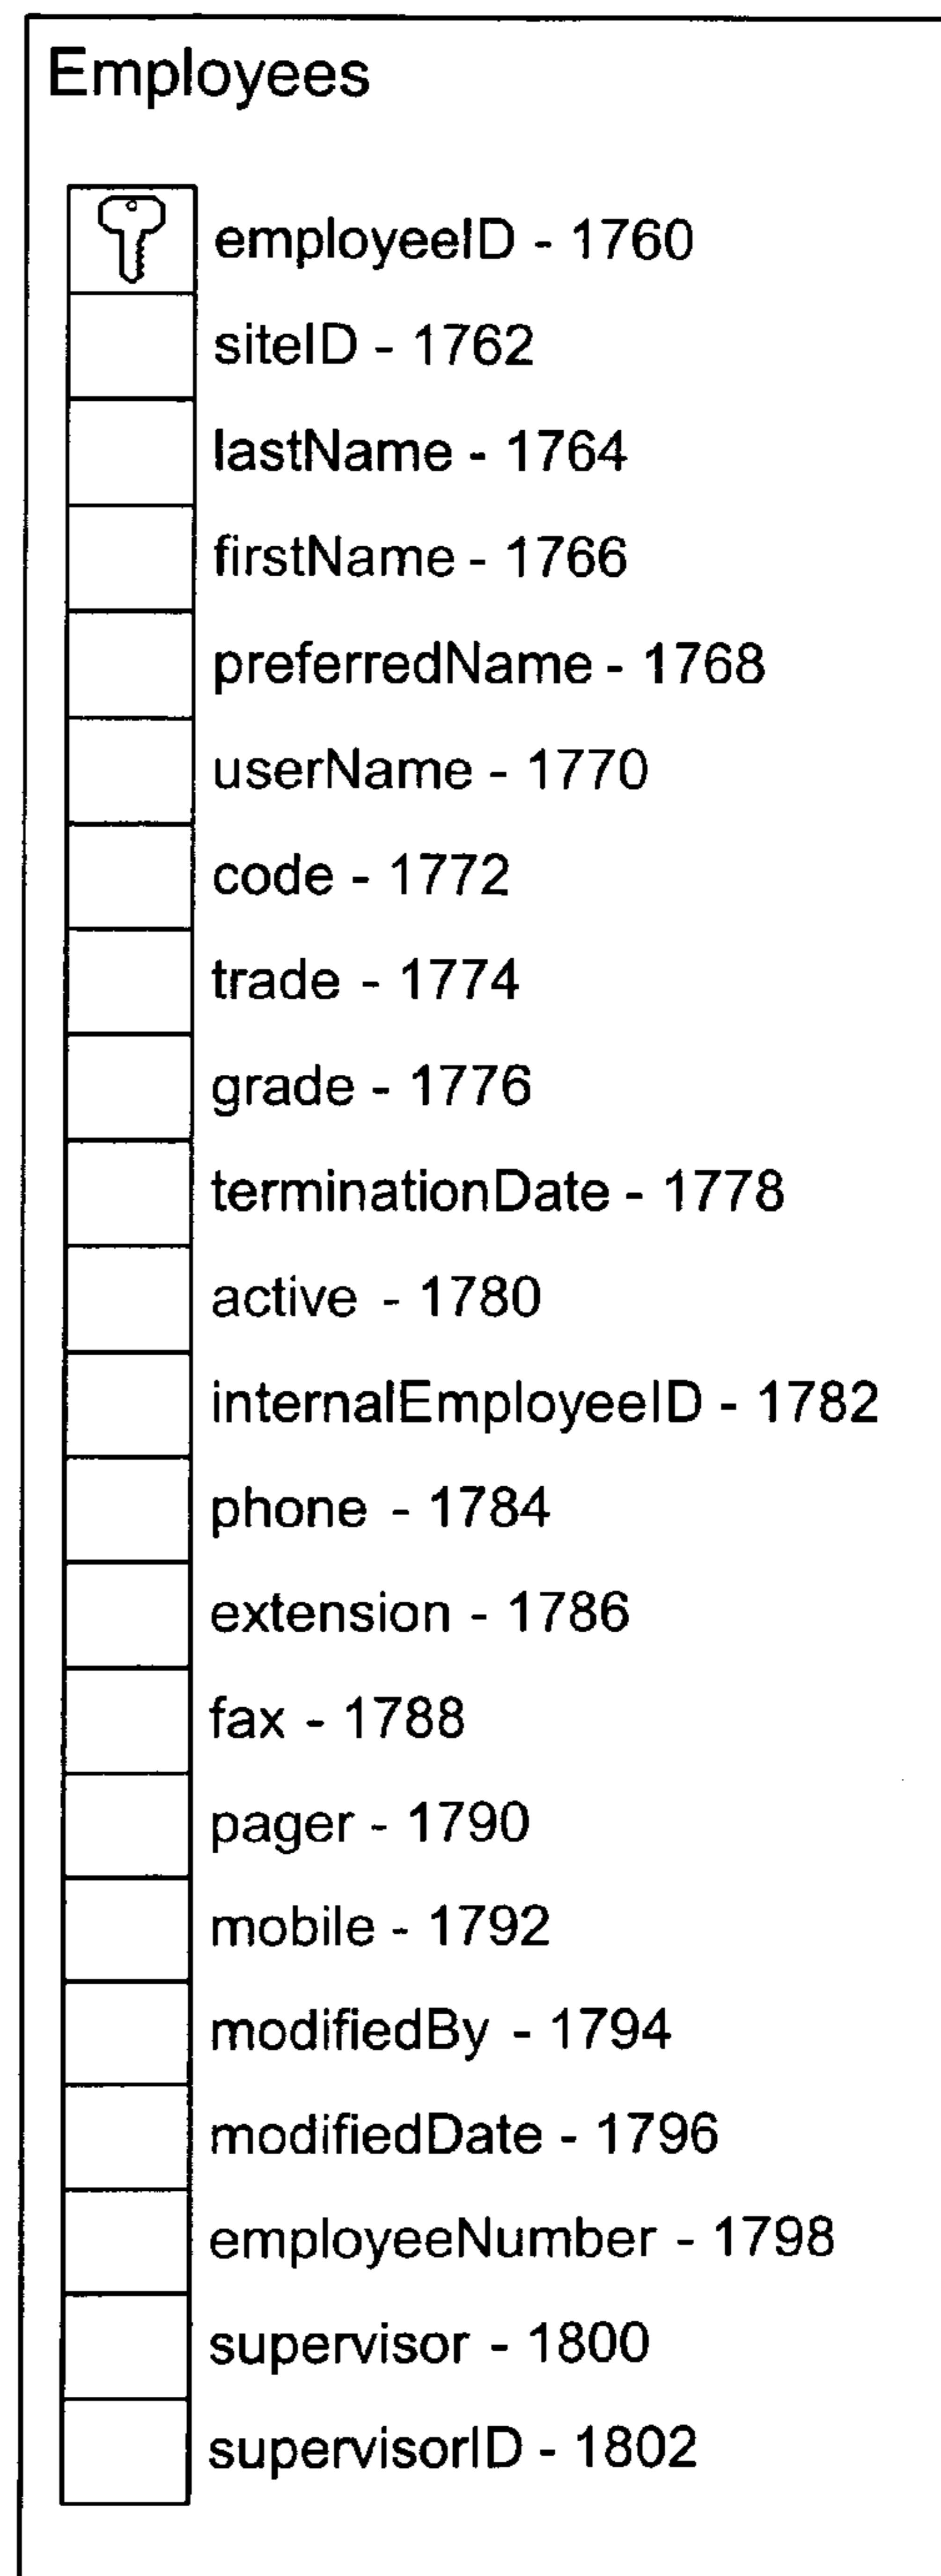 Employees
employeeID - 1760
siteID - 1762
lastName - 1764
firstName - 1766
preferredName - 1768
userName - 1770
code - 1772
trade - 1774
grade - 1776
terminationDate - 1778
active - 1780
internalEmployeeID - 1782
phone - 1784
extension - 1786
fax - 1788
pager - 1790
mobile - 1792
modifiedBy - 1794
modifiedDate - 1796
employeeNumber - 1798
supervisor - 1800
supervisorID - 1802